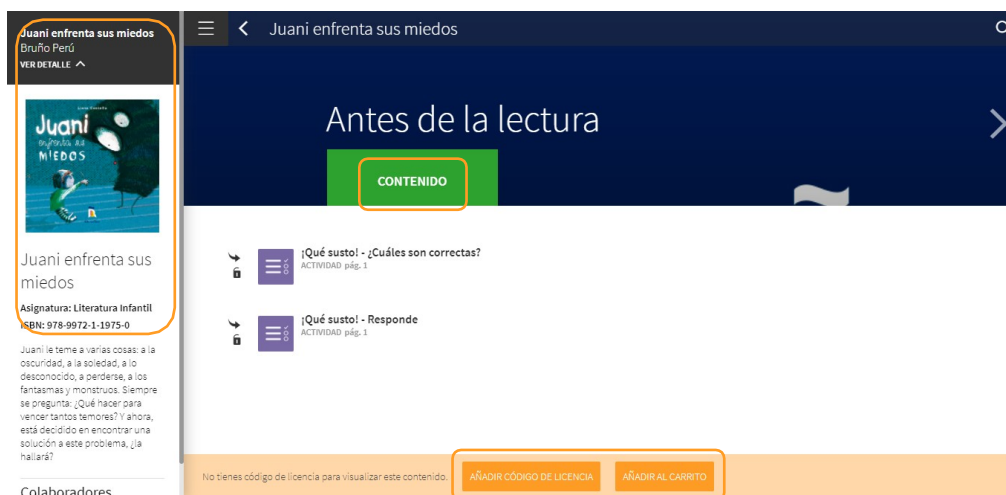 Juani enfrenta sus miedos
Bruño Perú
VER DETALLE
Juani
enfrenta sus
MIEDOS
Juani enfrenta sus
miedos
Asignatura: Literatura Infantil
ISBN: 978-9972-1-1975-0
Juani le teme a varias cosas: a la
oscuridad, a la soledad, a lo
desconocido, a perderse, a los
fantasmas y monstruos. Siempre
se pregunta: ¿Qué hacer para
vencer tantos temores? Y ahora,
está decidido en encontrar una
solución a este problema, ¿la
hallará?
Colaboradores
Juani enfrenta sus miedos
Antes de la lectura
CONTENIDO
¡Qué susto! - ¿Cuáles son correctas?
ACTIVIDAD pág. 1
¡Qué susto! - Responde
ACTIVIDAD pág. 1
No tienes código de licencia para visualizar este contenido.
AÑADIR CÓDIGO DE LICENCIA
AÑADIR AL CARRITO